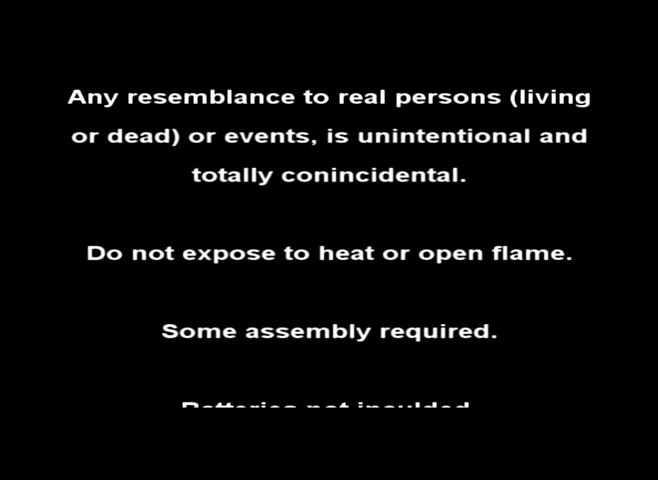 Any resemblance to real persons (living
or dead) or events, is unintentional and
totally conincidental.
Do not expose to heat or open flame.
Some assembly required.
Batteries not